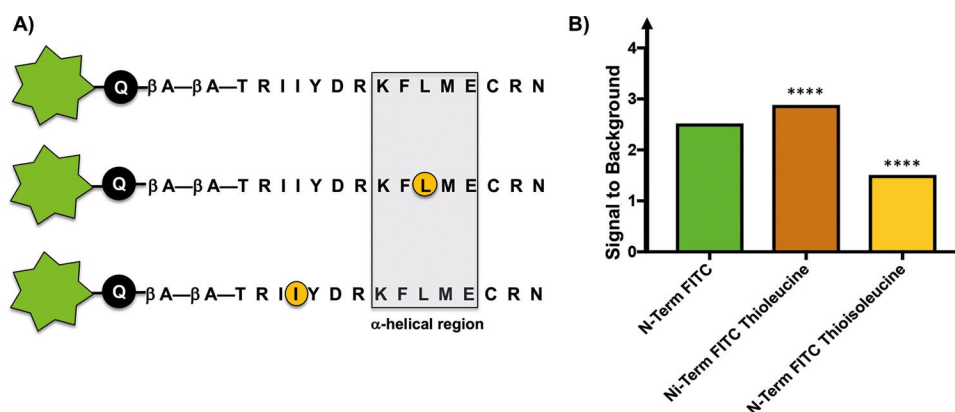 A)
Q βA—βA—T R I I Y D R K F L M E C R N
Q βA—βA—T R I I Y D R K F L M E C R N
Q βA—βA—T R I I Y D R K F L M E C R N
α-helical region
B)
Signal to Background
4
3
2
1
0
****
****
N-Term FITC
Ni-Term FITC Thioleucine
N-Term FITC Thioisoleucine